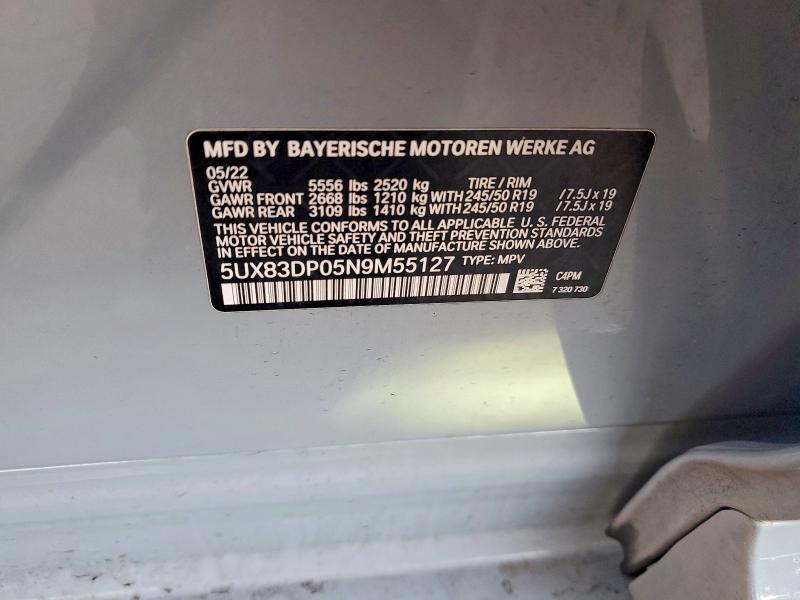 MFD BY BAYERISCHE MOTOREN WERKE AG
05/22
GVWR 5556 lbs 2520 kg TIRE / RIM
GAWR FRONT 2668 lbs 1210 kg WITH 245/50 R19 /7.5J x 19
GAWR REAR 3109 lbs 1410 kg WITH 245/50 R19 /7.5J x 19
THIS VEHICLE CONFORMS TO ALL APPLICABLE U. S. FEDERAL
MOTOR VEHICLE SAFETY AND THEFT PREVENTION STANDARDS
IN EFFECT ON THE DATE OF MANUFACTURE SHOWN ABOVE.
5UX83DP05N9M55127 TYPE: MPV
C4PM
7 320 730